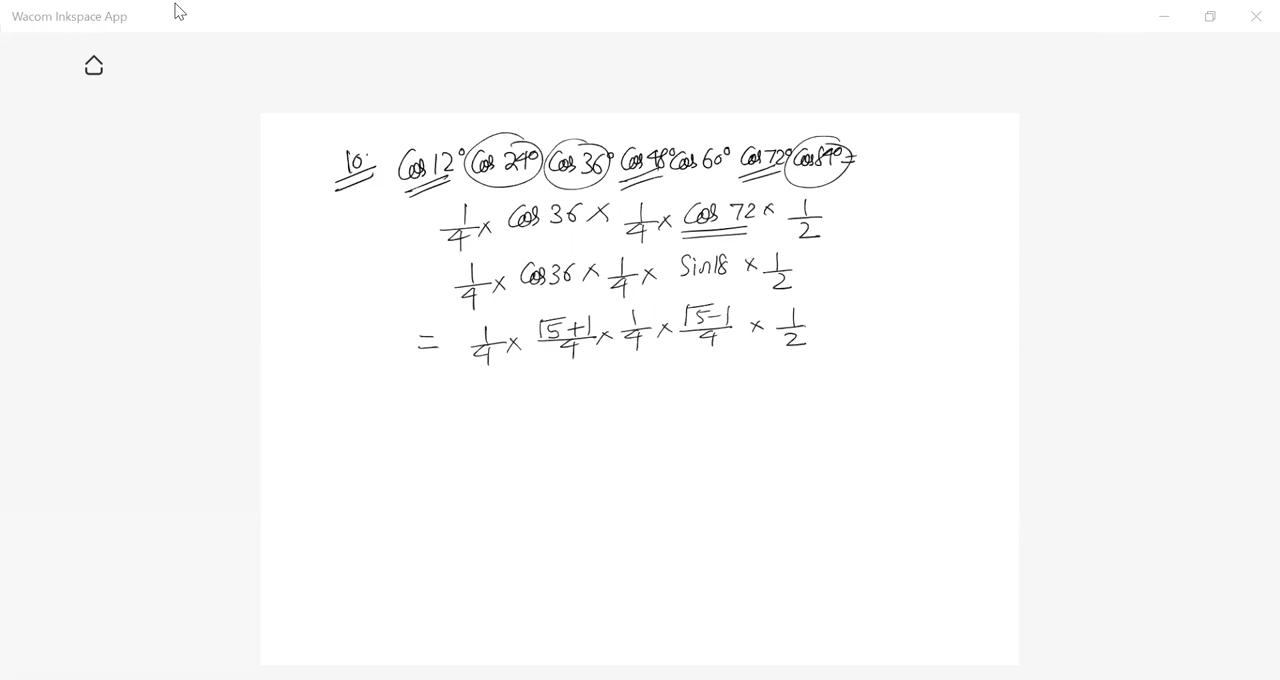 Wacom Inkspace App
10. Cos 12° Cos 24° Cos 36° Cos 48° Cos 60° Cos 72° Cos 84° =
1/4 × Cos 36 × 1/4 × Cos 72 × 1/2
1/4 × Cos 36 × 1/4 × Sin 18 × 1/2
= 1/4 × √5+1/4 × 1/4 × √5-1/4 × 1/2